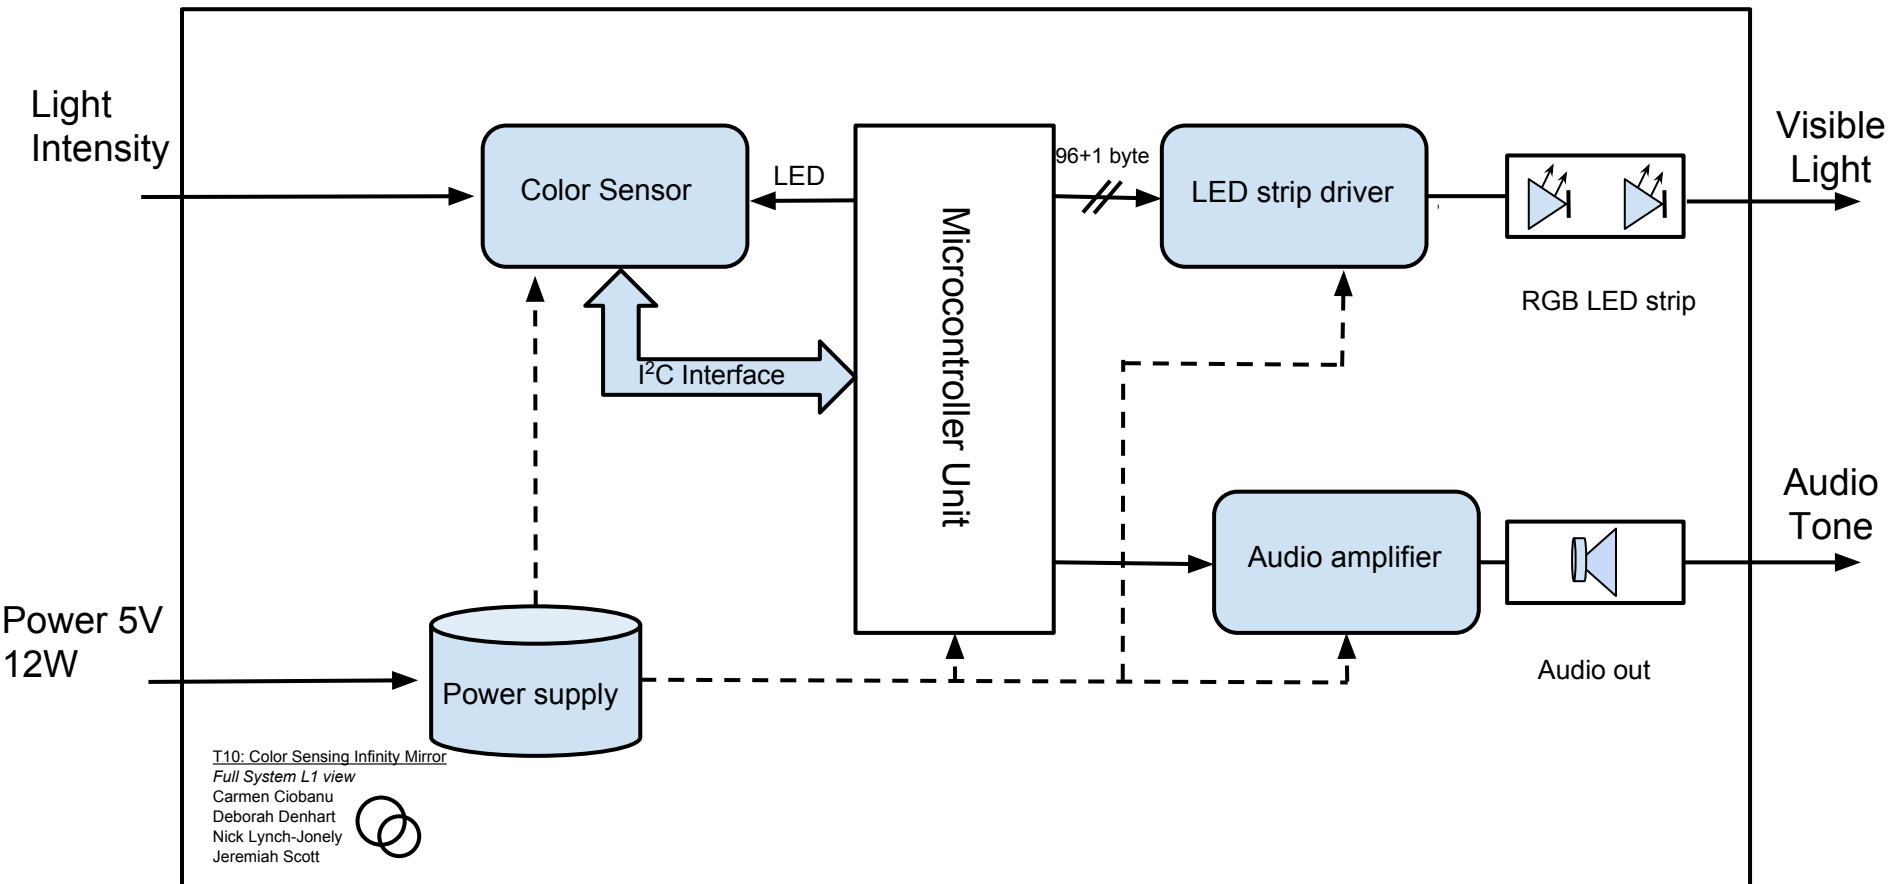 Light
Intensity
Color Sensor
LED
Microcontroller Unit
96+1 byte
LED strip driver
Visible
Light
RGB LED strip
I²C Interface
Audio amplifier
Audio
Tone
Audio out
Power 5V
12W
Power supply
T10: Color Sensing Infinity Mirror
Full System L1 view
Carmen Ciobanu
Deborah Denhart
Nick Lynch-Jonely
Jeremiah Scott